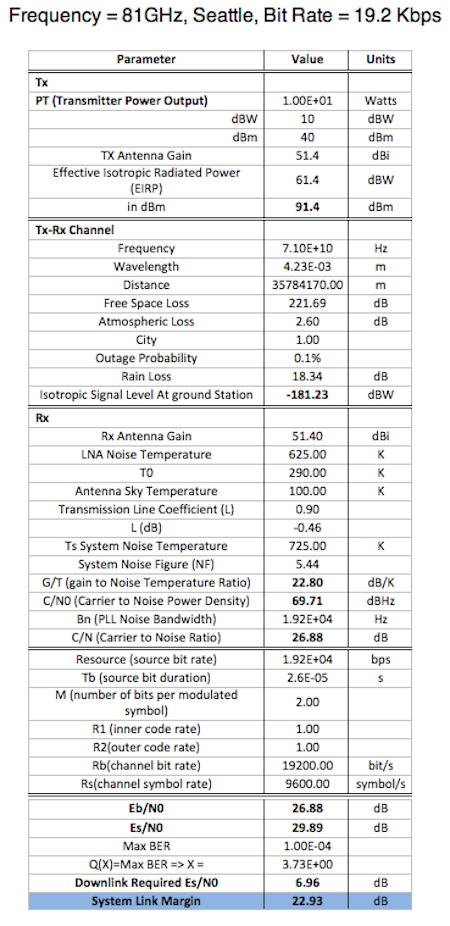 Frequency = 81GHz, Seattle, Bit Rate = 19.2 Kbps
Parameter Value Units
Tx
PT (Transmitter Power Output) 1.00E+01 Watts
dBW 10 dBW
dBm 40 dBm
TX Antenna Gain 51.4 dBi
Effective Isotropic Radiated Power
(EIRP) 61.4 dBW
in dBm 91.4 dBm
Tx-Rx Channel
Frequency 7.10E+10 Hz
Wavelength 4.23E-03 m
Distance 35784170.00 m
Free Space Loss 221.69 dB
Atmospheric Loss 2.60 dB
City 1.00
Outage Probability 0.1%
Rain Loss 18.34 dB
Isotropic Signal Level At ground Station -181.23 dBW
Rx
Rx Antenna Gain 51.40 dBi
LNA Noise Temperature 625.00 K
T0 290.00 K
Antenna Sky Temperature 100.00 K
Transmission Line Coefficient (L) 0.90
L (dB) -0.46
Ts System Noise Temperature 725.00 K
System Noise Figure (NF) 5.44
G/T (gain to Noise Temperature Ratio) 22.80 dB/K
C/N0 (Carrier to Noise Power Density) 69.71 dBHz
Bn (PLL Noise Bandwidth) 1.92E+04 Hz
C/N (Carrier to Noise Ratio) 26.88 dB
Resource (source bit rate) 1.92E+04 bps
Tb (source bit duration) 2.6E-05 s
M (number of bits per modulated
symbol) 2.00
R1 (inner code rate) 1.00
R2(outer code rate) 1.00
Rb(channel bit rate) 19200.00 bit/s
Rs(channel symbol rate) 9600.00 symbol/s
Eb/N0 26.88 dB
Es/N0 29.89 dB
Max BER 1.00E-04
Q(X)=Max BER => X = 3.73E+00
Downlink Required Es/N0 6.96 dB
System Link Margin 22.93 dB